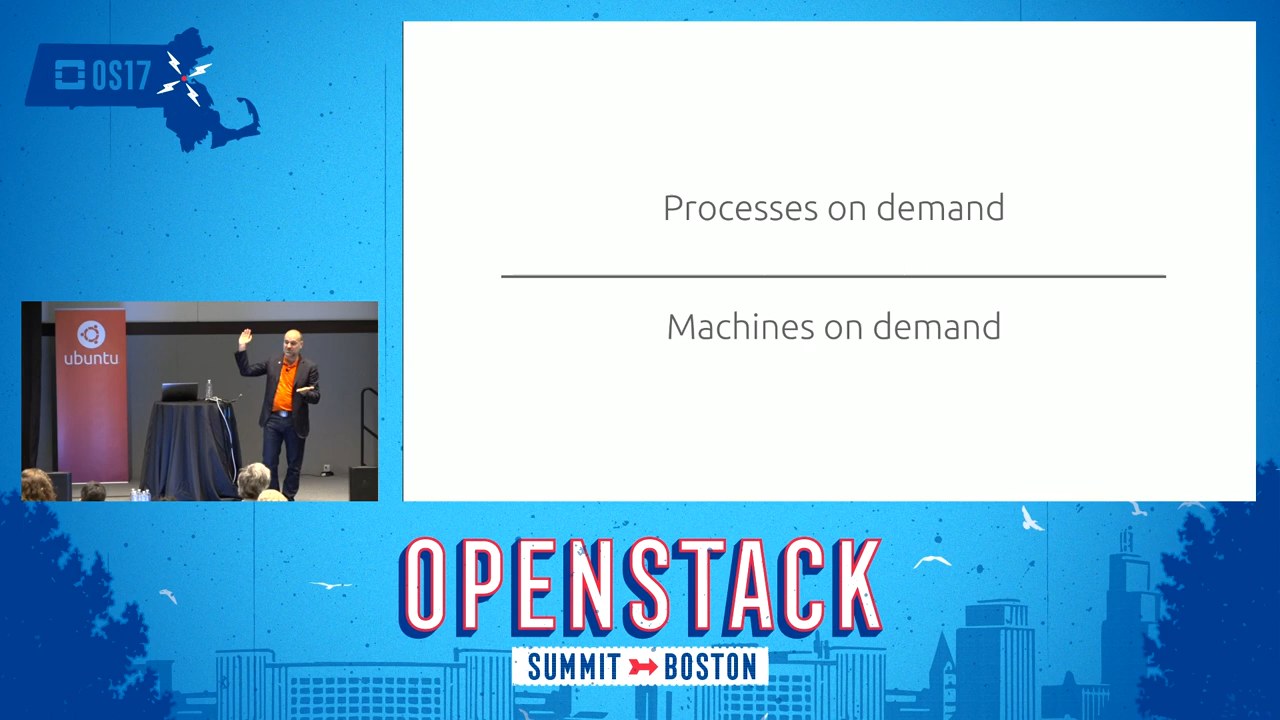 OS17
Processes on demand
Machines on demand
ubuntu
OPENSTACK
SUMMIT BOSTON